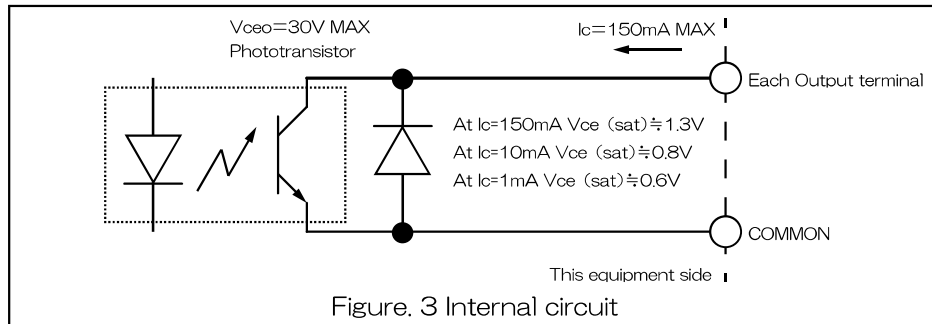 Vceo=30V MAX
Phototransistor
Ic=150mA MAX
Each Output terminal
At Ic=150mA Vce (sat)≒1.3V
At Ic=10mA Vce (sat)≒0.8V
At Ic=1mA Vce (sat)≒0.6V
COMMON
This equipment side
Figure. 3 Internal circuit